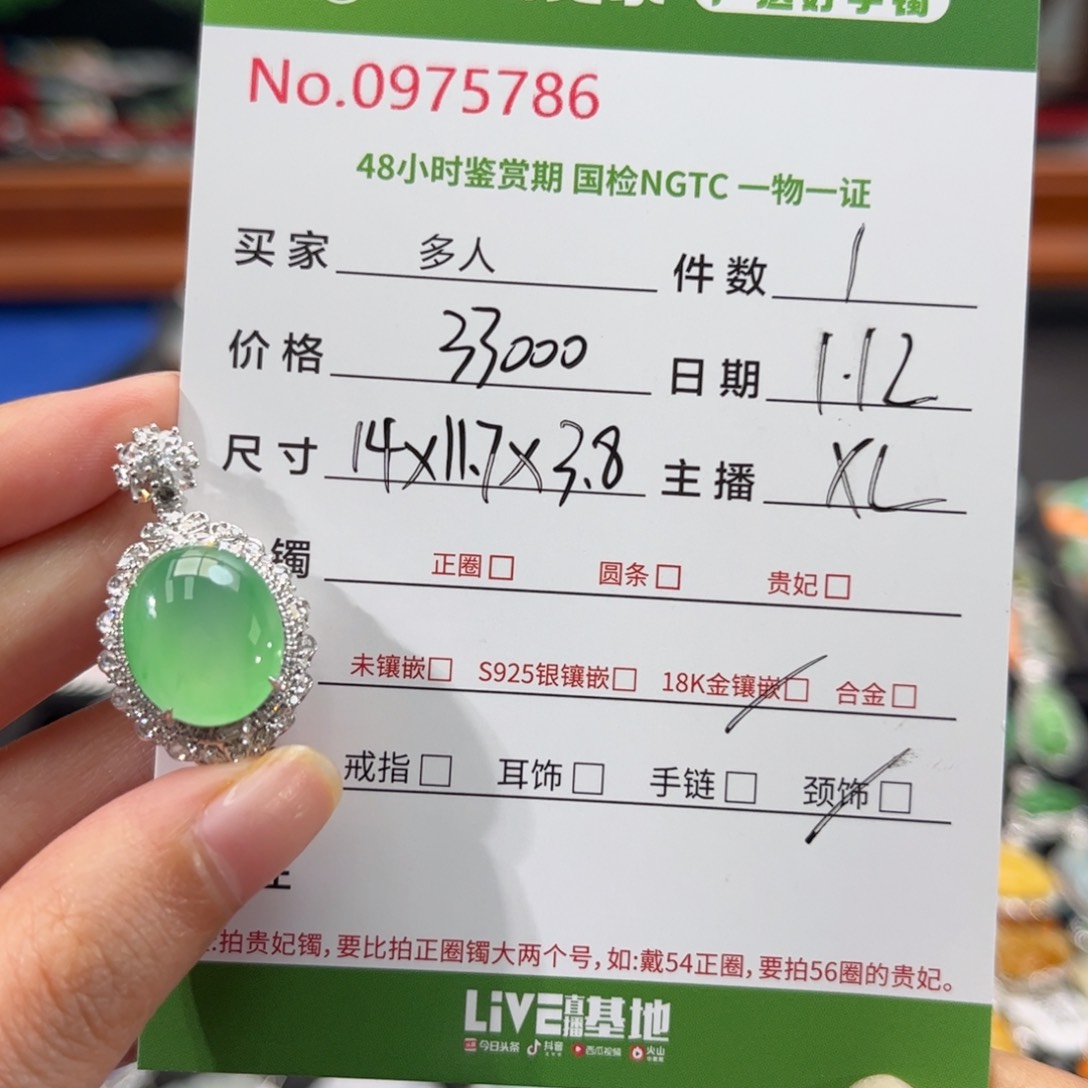 No.0975786
48小时鉴赏期 国检NGTC 一物一证
买家 多人 件数 1
价格 33000 日期 1.12
尺寸 14x11.7x3.8 主播 XL
镯 正圈□ 圆条□ 贵妃□
未镶嵌□ S925银镶嵌□ 18K金镶嵌□ 合金□
戒指□ 耳饰□ 手链□ 颈饰□
拍贵妃镯,要比拍正圈镯大两个号,如:戴54正圈,要拍56圈的贵妃。
LiVE直播基地
今日头条 抖音 西瓜视频 火山